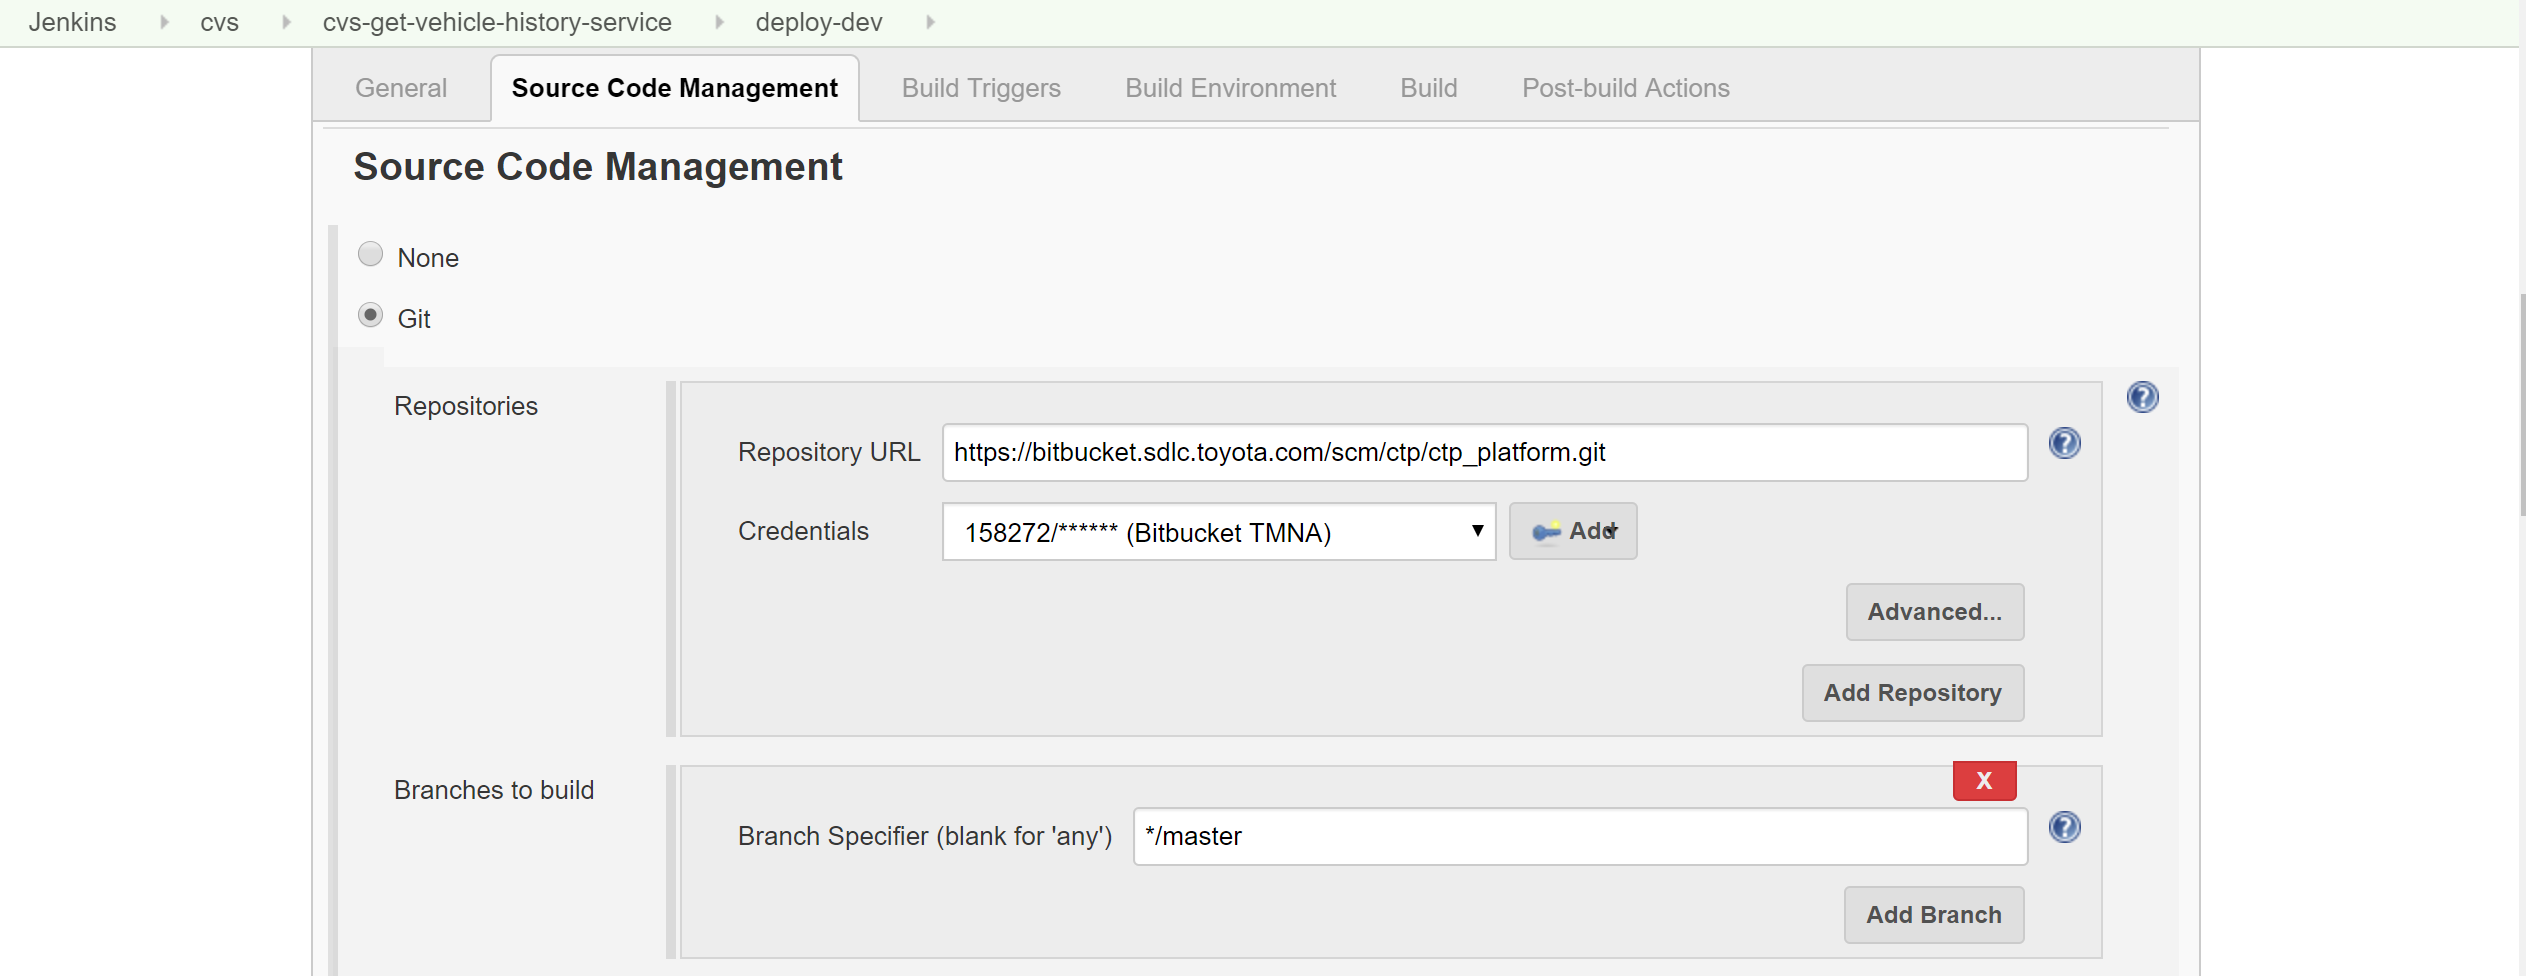 Jenkins cvs cvs-get-vehicle-history-service deploy-dev
General Source Code Management Build Triggers Build Environment Build Post-build Actions
Source Code Management
None
Git
Repositories
Repository URL https://bitbucket.sdlc.toyota.com/scm/ctp/ctp_platform.git
Credentials 158272/****** (Bitbucket TMNA) Add
Advanced...
Add Repository
Branches to build
X
Branch Specifier (blank for 'any') */master
Add Branch